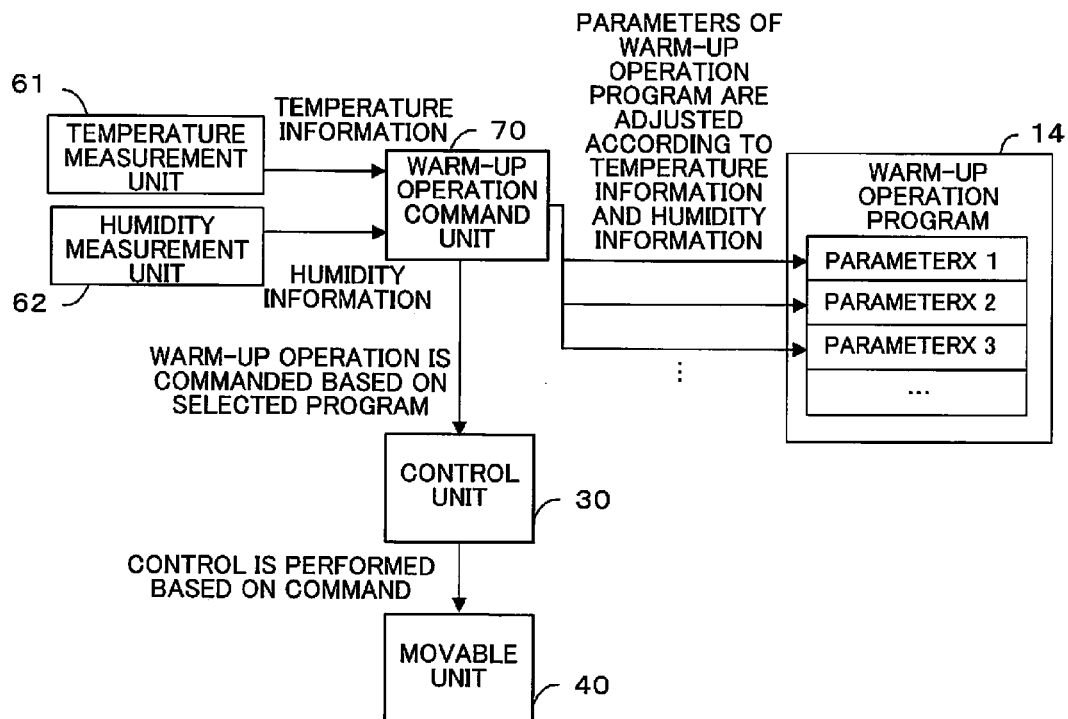 61
TEMPERATURE
MEASUREMENT
UNIT
TEMPERATURE
INFORMATION
HUMIDITY
MEASUREMENT
UNIT
62
HUMIDITY
INFORMATION
70
WARM-UP
OPERATION
COMMAND
UNIT
PARAMETERS OF
WARM-UP
OPERATION
PROGRAM ARE
ADJUSTED
ACCORDING TO
TEMPERATURE
INFORMATION
AND HUMIDITY
INFORMATION
14
WARM-UP
OPERATION
PROGRAM
PARAMETERX 1
PARAMETERX 2
PARAMETERX 3
...
⋮
WARM-UP OPERATION IS
COMMANDED BASED ON
SELECTED PROGRAM
CONTROL
UNIT
30
CONTROL IS PERFORMED
BASED ON COMMAND
MOVABLE
UNIT
40